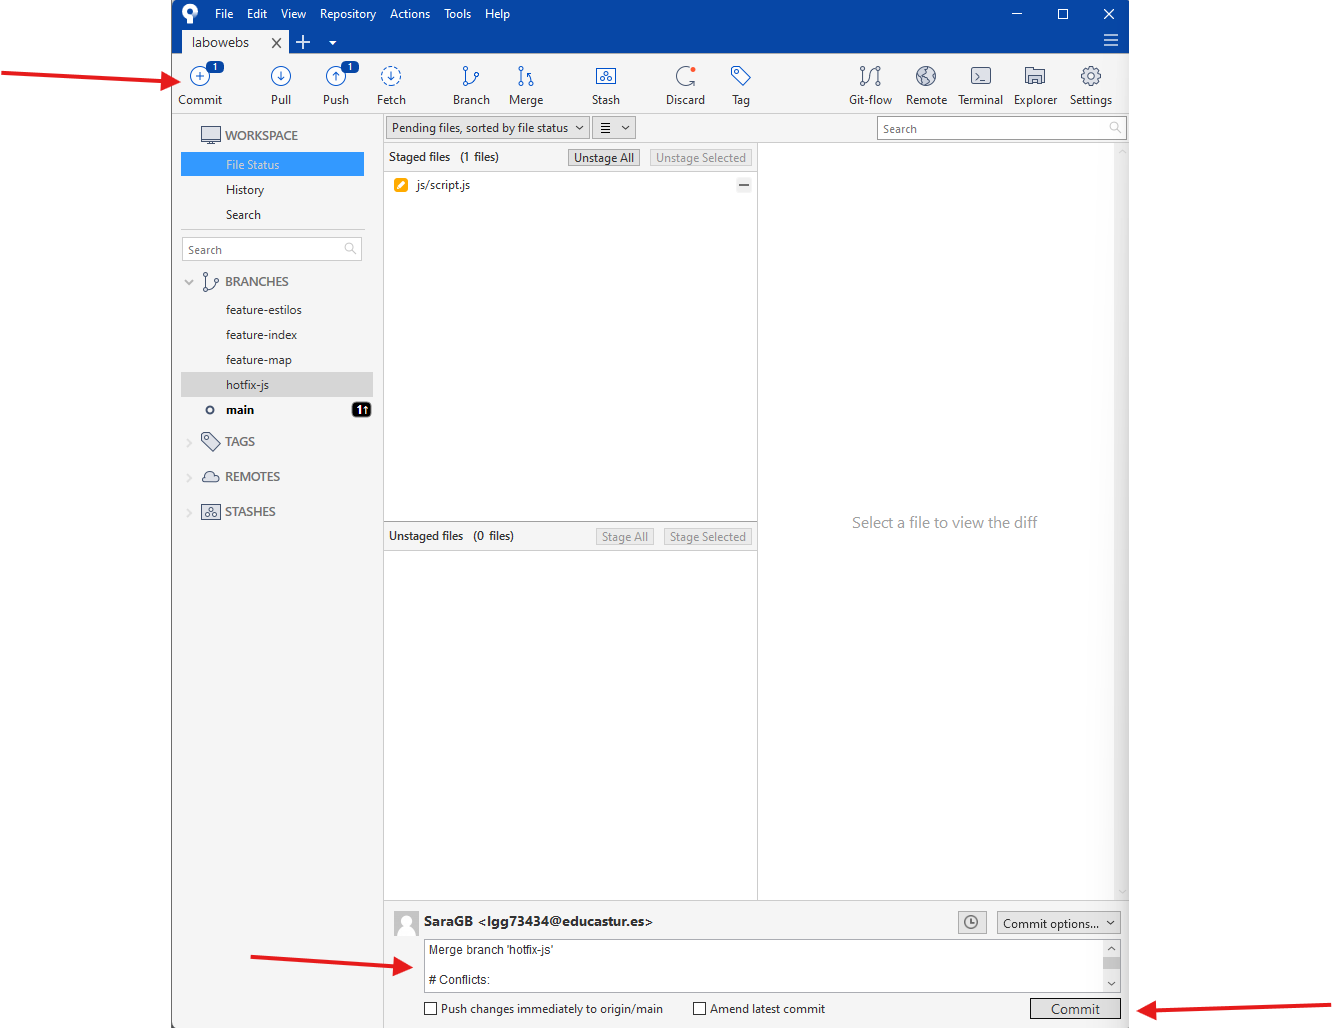 File Edit View Repository Actions Tools Help
labowebs
1 1
Commit Pull Push Fetch Branch Merge Stash Discard Tag Git-flow Remote Terminal Explorer Settings
WORKSPACE
File Status
History
Search
Search
BRANCHES
feature-estilos
feature-index
feature-map
hotfix-js
main 1↑
TAGS
REMOTES
STASHES
Pending files, sorted by file status
Search
Staged files (1 files) Unstage All Unstage Selected
js/script.js
Unstaged files (0 files) Stage All Stage Selected
Select a file to view the diff
SaraGB <lgg73434@educastur.es>
Commit options...
Merge branch 'hotfix-js'
# Conflicts:
Push changes immediately to origin/main Amend latest commit Commit